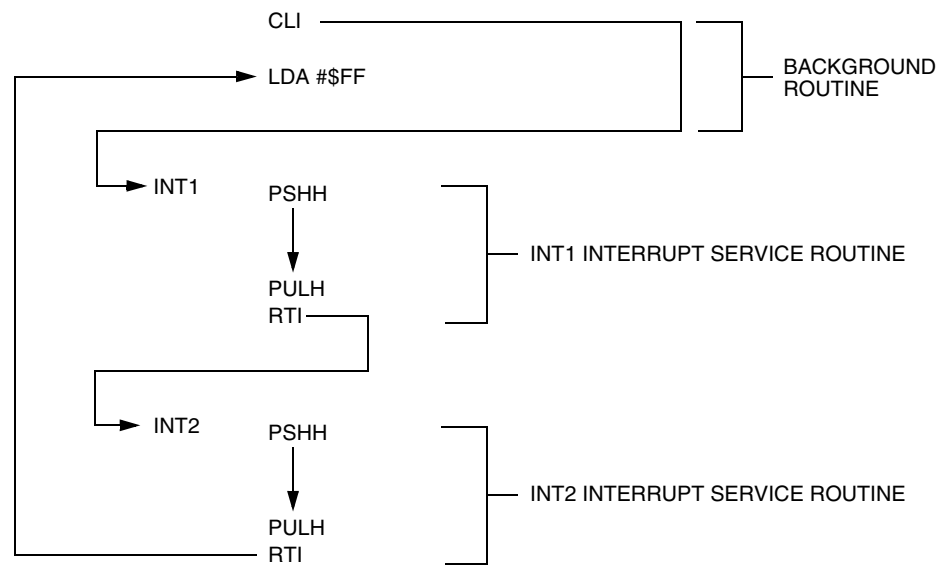 CLI
LDA #$FF
BACKGROUND
ROUTINE
INT1
PSHH
INT1 INTERRUPT SERVICE ROUTINE
PULH
RTI
INT2
PSHH
INT2 INTERRUPT SERVICE ROUTINE
PULH
RTI